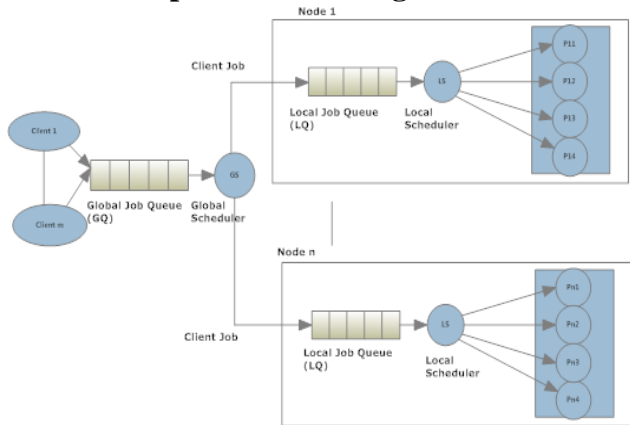 Node 1
Client Job
P11
P12
P13
P14
LS
Local Job Queue
(LQ)
Local
Scheduler
Client 1
Client m
GS
Global Job Queue
(GQ)
Global
Scheduler
Node n
Client Job
Pn1
Pn2
Pn3
Pn4
LS
Local Job Queue
(LQ)
Local
Scheduler